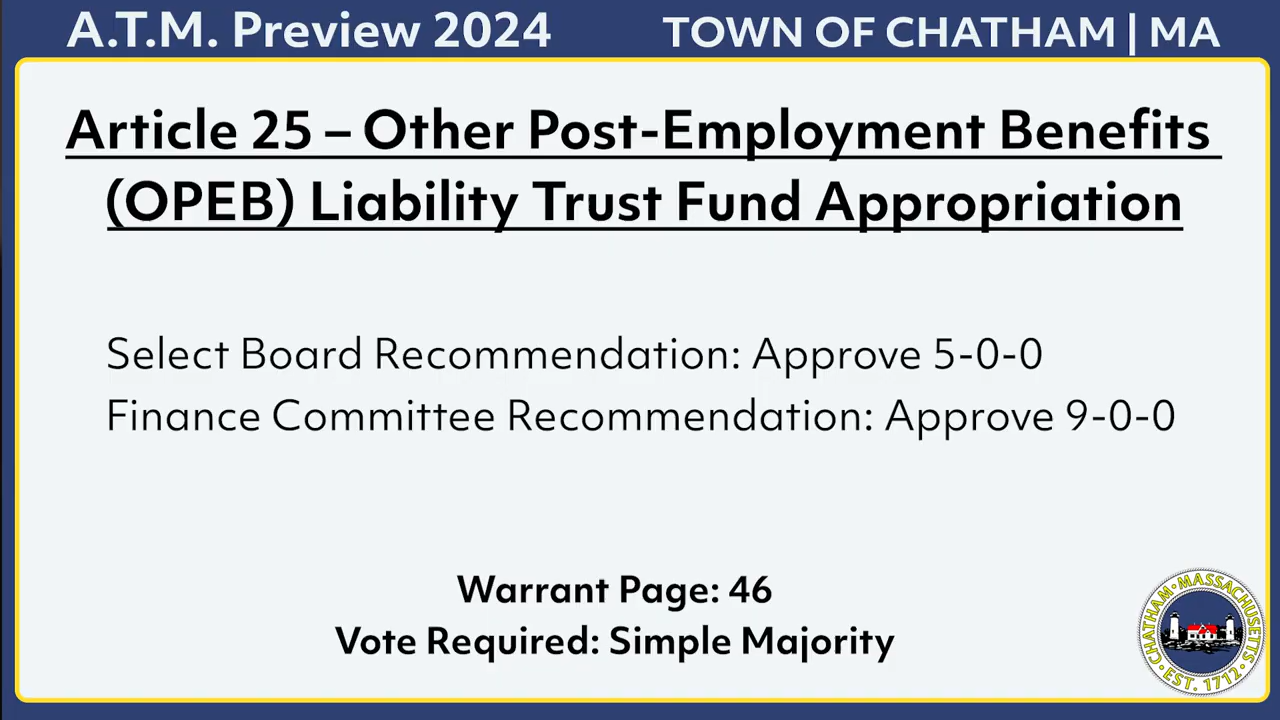 A.T.M. Preview 2024
TOWN OF CHATHAM | MA
Article 25 – Other Post-Employment Benefits
(OPEB) Liability Trust Fund Appropriation
Select Board Recommendation: Approve 5-0-0
Finance Committee Recommendation: Approve 9-0-0
Warrant Page: 46
Vote Required: Simple Majority
CHATHAM·MASSACHUSETTS·
EST. 1712